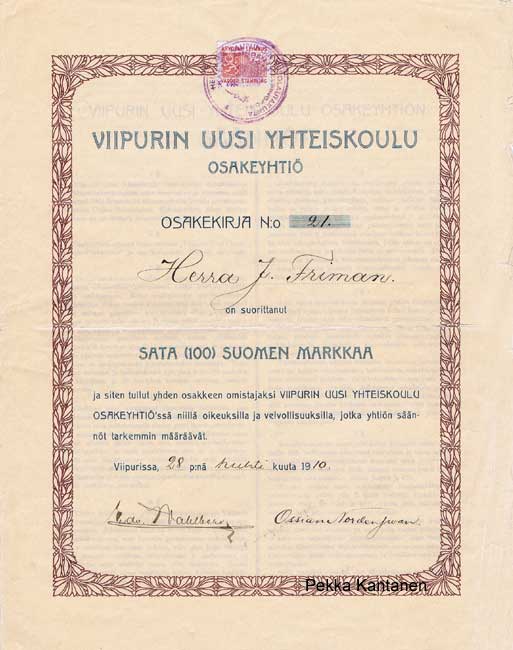 VIIPURIN UUSI YHTEISKOULU
OSAKEYHTIÖ
OSAKEKIRJA N:o 21.
Herra J. Friman.
on suorittanut
SATA (100) SUOMEN MARKKAA
ja siten tullut yhden osakkeen omistajaksi VIIPURIN UUSI YHTEISKOULU
OSAKEYHTIÖ'ssä niillä oikeuksilla ja velvollisuuksilla, jotka yhtiön sään-
nöt tarkemmin määräävät.
Viipurissa, 28 p:nä huhti kuuta 1910.
Wahlberg Ossian Nordenswan.
Pekka Kantanen